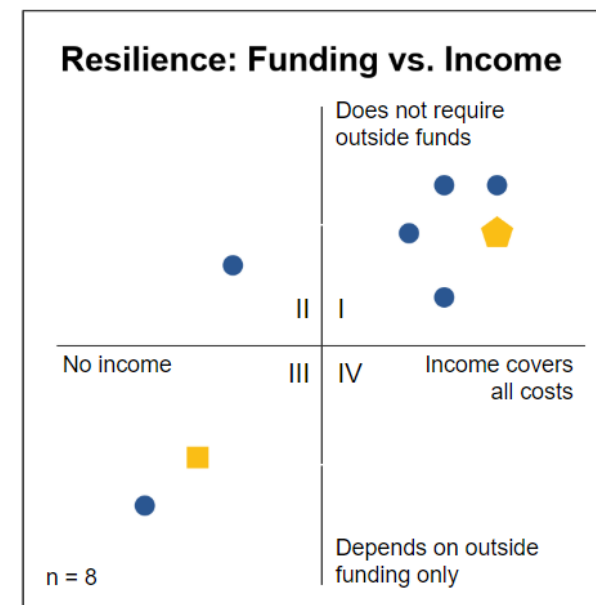 Resilience: Funding vs. Income
Does not require
outside funds
II
I
No income
III
IV
Income covers
all costs
Depends on outside
funding only
n = 8